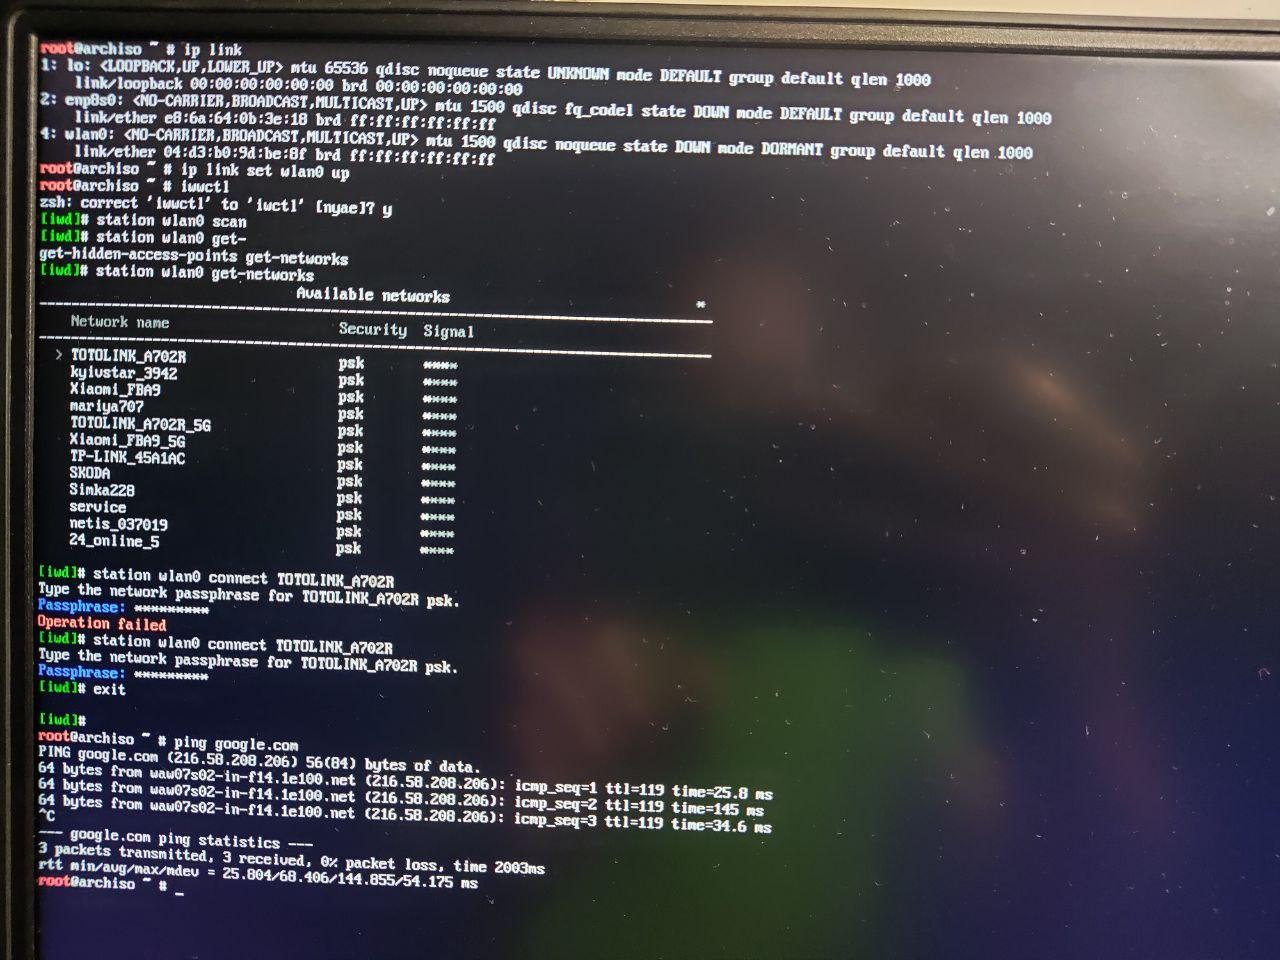 root@archiso ~ # ip link
1: lo: <LOOPBACK,UP,LOWER_UP> mtu 65536 qdisc noqueue state UNKNOWN mode DEFAULT group default qlen 1000
link/loopback 00:00:00:00:00:00 brd 00:00:00:00:00:00
2: enp8s0: <NO-CARRIER,BROADCAST,MULTICAST,UP> mtu 1500 qdisc fq_codel state DOWN mode DEFAULT group default qlen 1000
link/ether e8:6a:64:0b:3e:18 brd ff:ff:ff:ff:ff:ff
4: wlan0: <NO-CARRIER,BROADCAST,MULTICAST,UP> mtu 1500 qdisc noqueue state DOWN mode DORMANT group default qlen 1000
link/ether 04:d3:b0:9d:be:8f brd ff:ff:ff:ff:ff:ff
root@archiso ~ # ip link set wlan0 up
root@archiso ~ # iwwctl
zsh: correct 'iwwctl' to 'iwctl' [nyae]? y
[iwd]# station wlan0 scan
[iwd]# station wlan0 get-
get-hidden-access-points get-networks
[iwd]# station wlan0 get-networks
Available networks *
Network name Security Signal
> TOTOLINK_A702R psk ****
kyivstar_3942 psk ****
Xiaomi_FBA9 psk ****
mariya707 psk ****
TOTOLINK_A702R_5G psk ****
Xiaomi_FBA9_5G psk ****
TP-LINK_45A1AC psk ****
SKODA psk ****
Simka228 psk ****
service psk ****
netis_037019 psk ****
24_online_5 psk ****
[iwd]# station wlan0 connect TOTOLINK_A702R
Type the network passphrase for TOTOLINK_A702R psk.
Passphrase: *********
Operation failed
[iwd]# station wlan0 connect TOTOLINK_A702R
Type the network passphrase for TOTOLINK_A702R psk.
Passphrase: *********
[iwd]# exit
[iwd]#
root@archiso ~ # ping google.com
PING google.com (216.58.208.206) 56(84) bytes of data.
64 bytes from waw07s02-in-f14.1e100.net (216.58.208.206): icmp_seq=1 ttl=119 time=25.8 ms
64 bytes from waw07s02-in-f14.1e100.net (216.58.208.206): icmp_seq=2 ttl=119 time=145 ms
64 bytes from waw07s02-in-f14.1e100.net (216.58.208.206): icmp_seq=3 ttl=119 time=34.6 ms
^C
--- google.com ping statistics ---
3 packets transmitted, 3 received, 0% packet loss, time 2003ms
rtt min/avg/max/mdev = 25.804/68.406/144.855/54.175 ms
root@archiso ~ # _